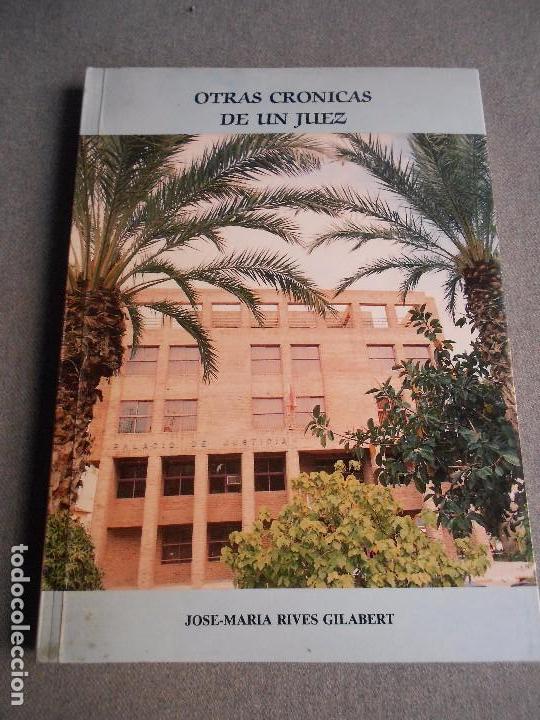 OTRAS CRONICAS
DE UN JUEZ
PALACIO DE JUSTICIA
JOSE-MARIA RIVES GILABERT
todocoleccion